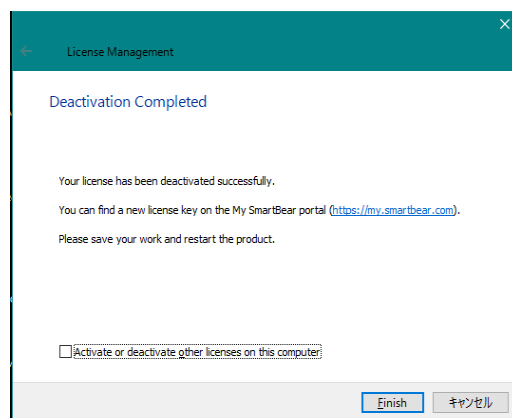 License Management
Deactivation Completed
Your license has been deactivated successfully.
You can find a new license key on the My SmartBear portal (https://my.smartbear.com).
Please save your work and restart the product.
Activate or deactivate other licenses on this computer
Finish キャンセル